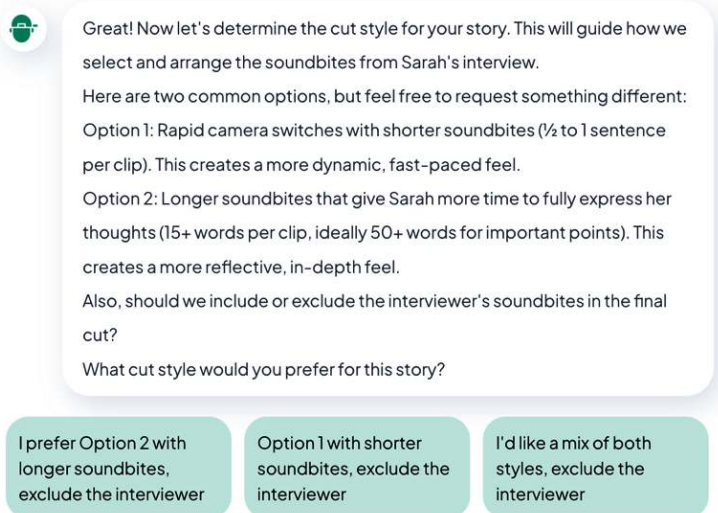 Great! Now let's determine the cut style for your story. This will guide how we
select and arrange the soundbites from Sarah's interview.
Here are two common options, but feel free to request something different:
Option 1: Rapid camera switches with shorter soundbites (½ to 1 sentence
per clip). This creates a more dynamic, fast-paced feel.
Option 2: Longer soundbites that give Sarah more time to fully express her
thoughts (15+ words per clip, ideally 50+ words for important points). This
creates a more reflective, in-depth feel.
Also, should we include or exclude the interviewer's soundbites in the final
cut?
What cut style would you prefer for this story?
I prefer Option 2 with
longer soundbites,
exclude the interviewer
Option 1 with shorter
soundbites, exclude the
interviewer
I'd like a mix of both
styles, exclude the
interviewer